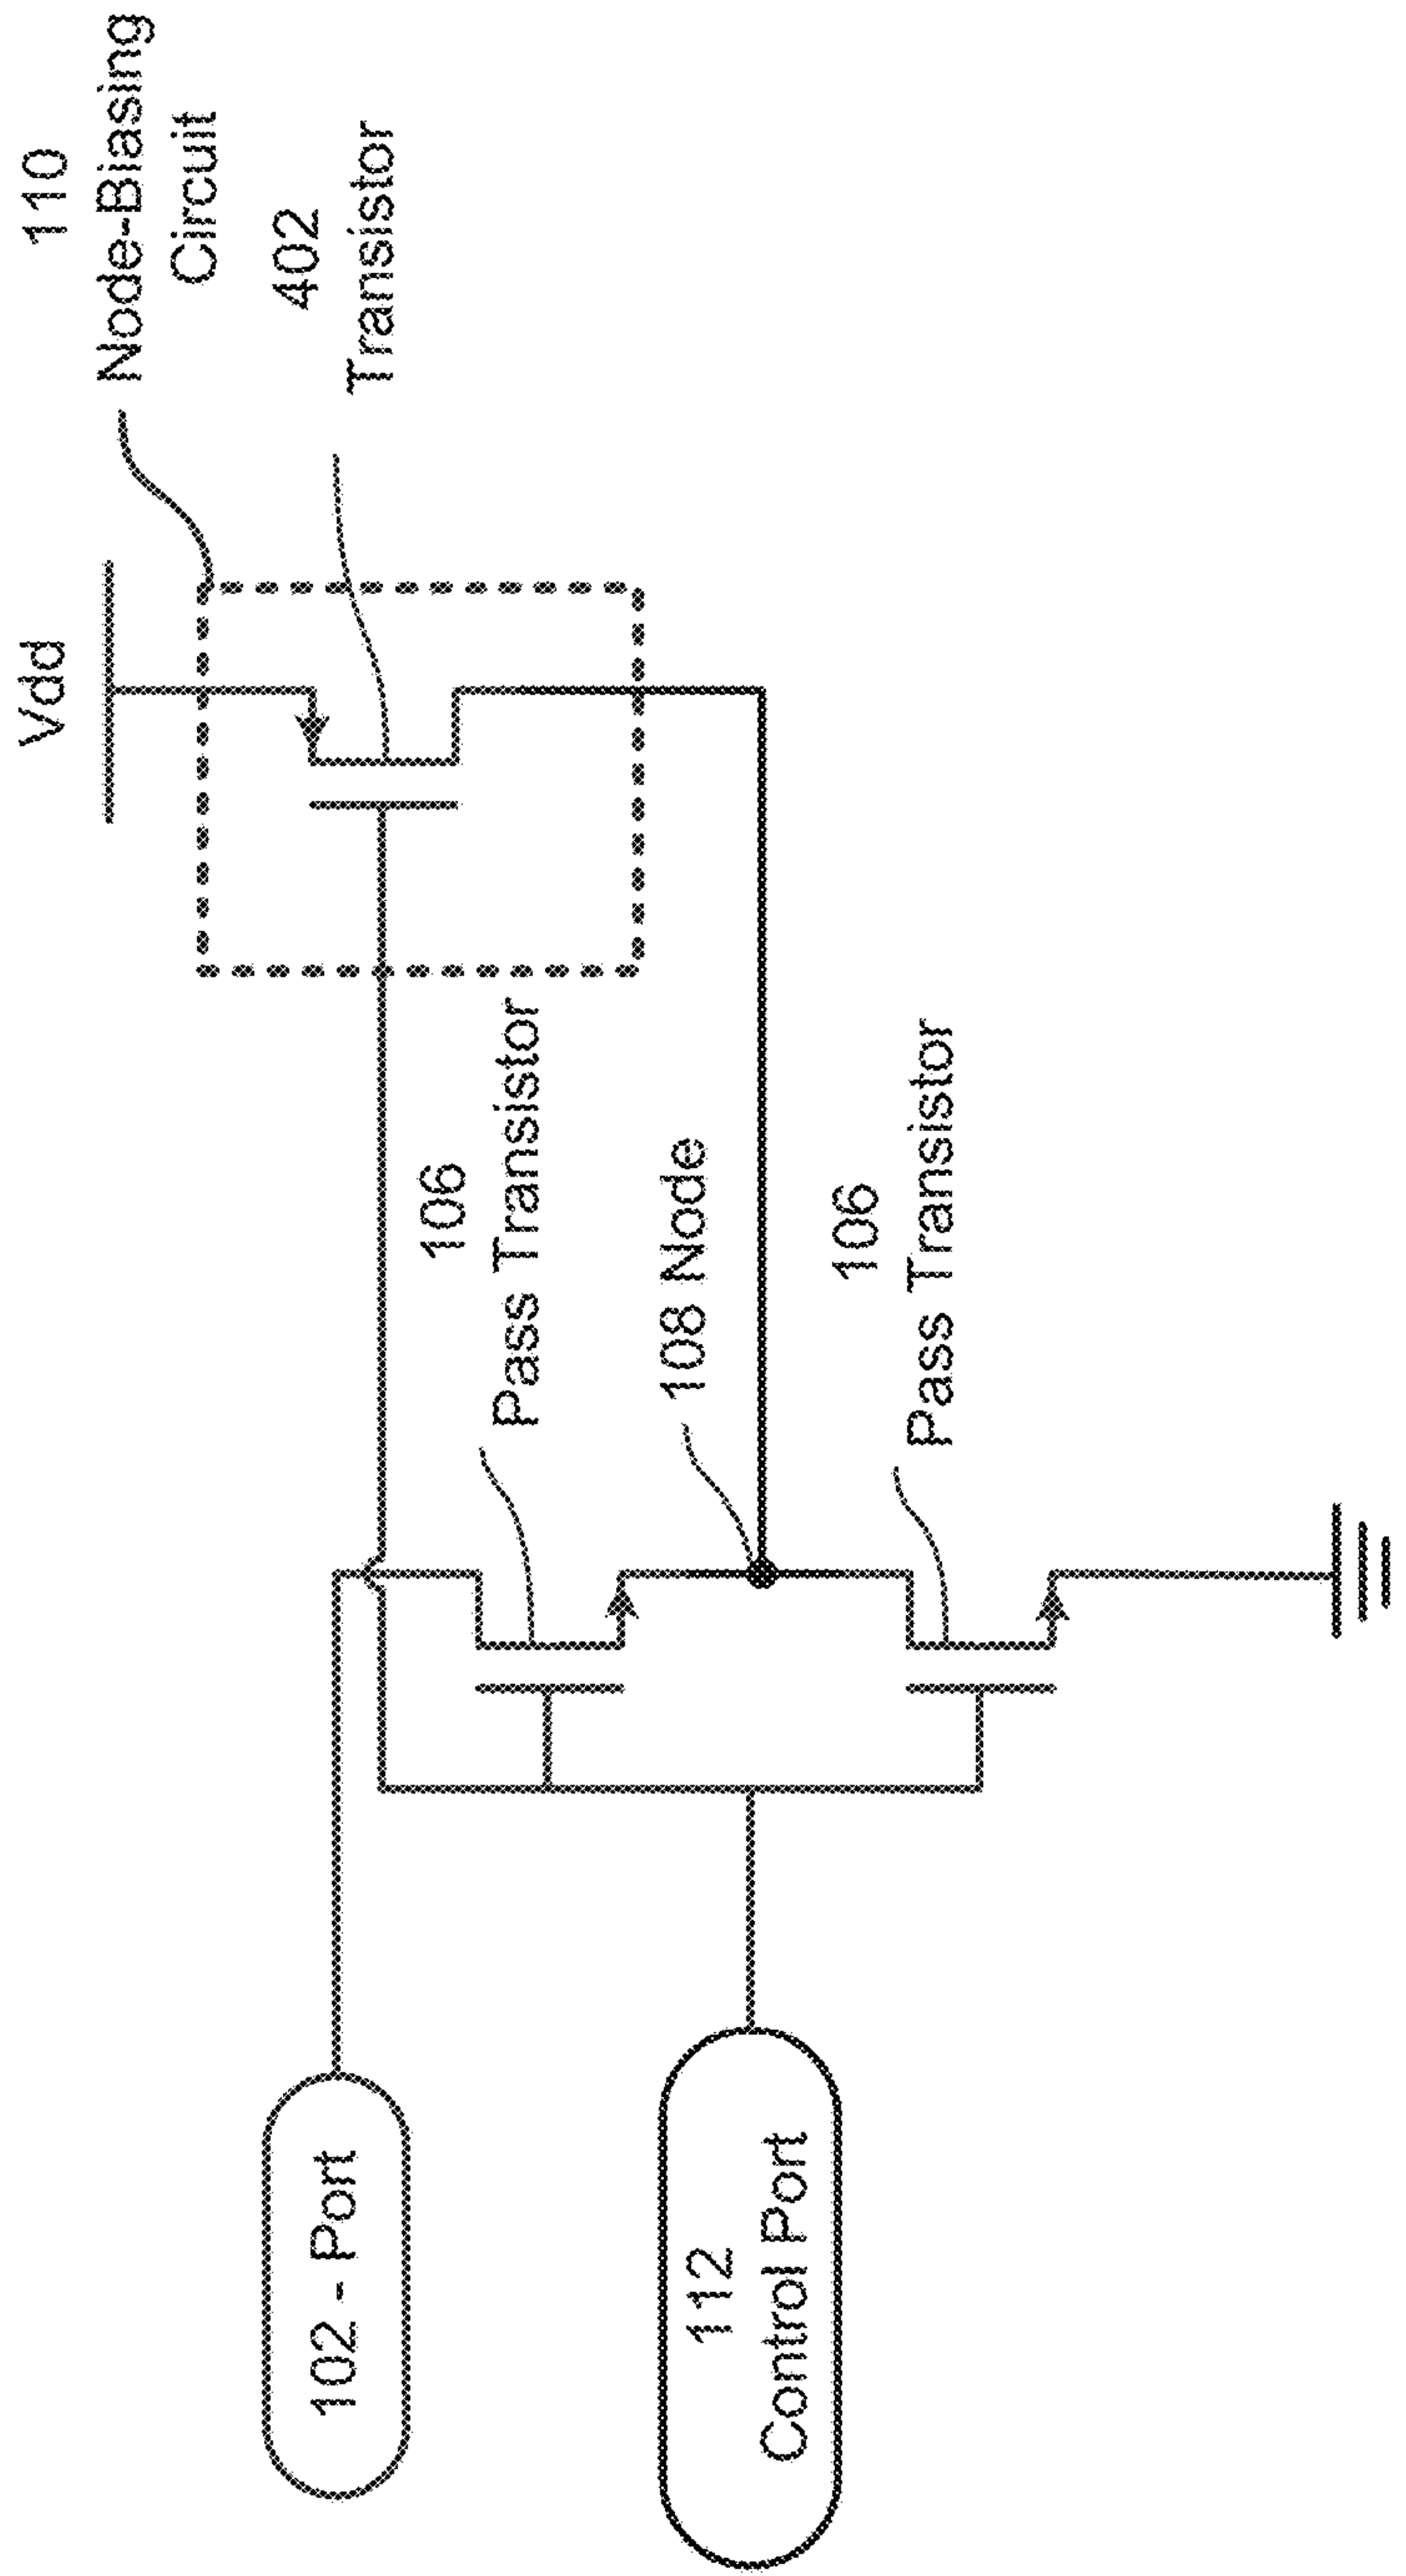 Vdd
110
Node-Biasing
Circuit
402
Transistor
102 - Port
106
Pass Transistor
108 Node
112
Control Port
106
Pass Transistor